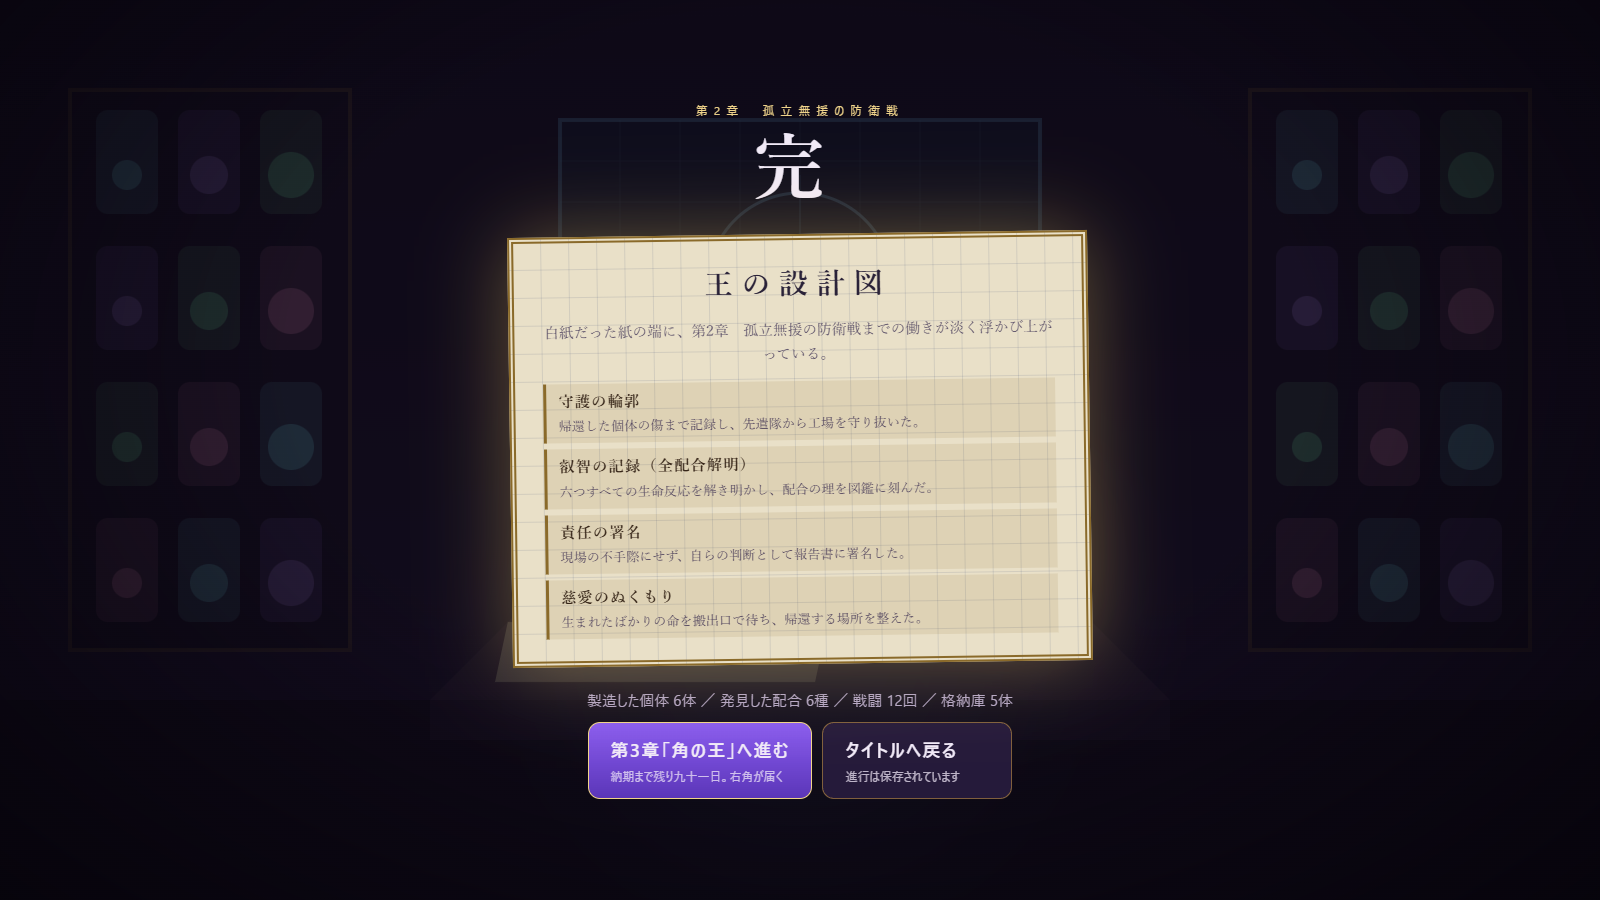 第2章　孤立無援の防衛戦
完
王の設計図
白紙だった紙の端に、第2章　孤立無援の防衛戦までの働きが淡く浮かび上が
っている。
守護の輪郭
帰還した個体の傷まで記録し、先遣隊から工場を守り抜いた。
叡智の記録（全配合解明）
六つすべての生命反応を解き明かし、配合の理を図鑑に刻んだ。
責任の署名
現場の不手際にせず、自らの判断として報告書に署名した。
慈愛のぬくもり
生まれたばかりの命を搬出口で待ち、帰還する場所を整えた。
製造した個体 6体 ／ 発見した配合 6種 ／ 戦闘 12回 ／ 格納庫 5体
第3章「角の王」へ進む
納期まで残り九十一日。右角が届く
タイトルへ戻る
進行は保存されています